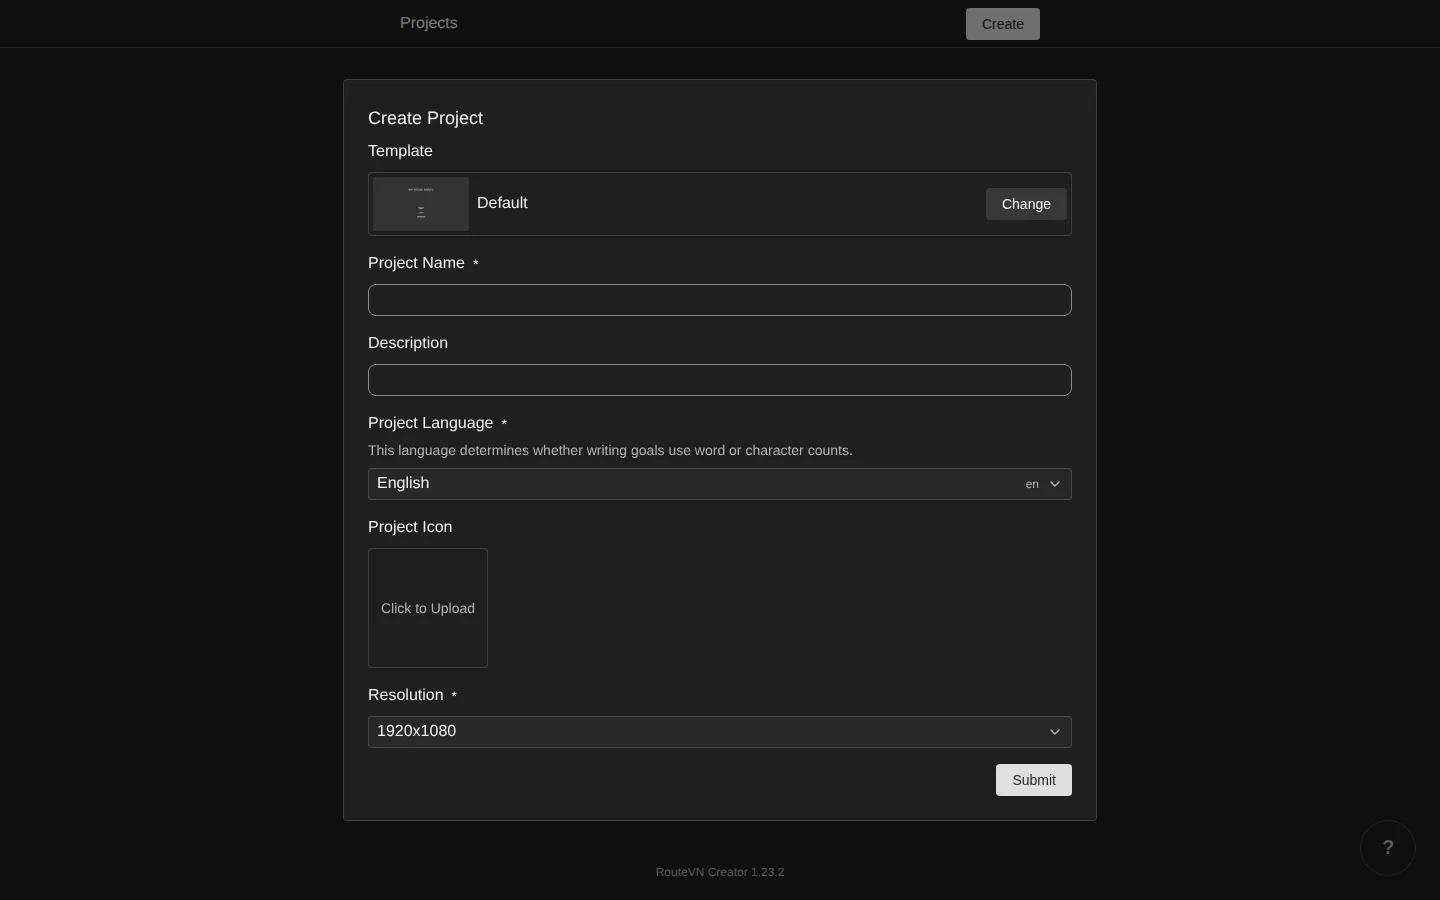 Projects
Create
Create Project
Template
Default
Change
Project Name *
Description
Project Language *
This language determines whether writing goals use word or character counts.
English
en
Project Icon
Click to Upload
Resolution *
1920x1080
Submit
?
RouteVN Creator 1.23.2